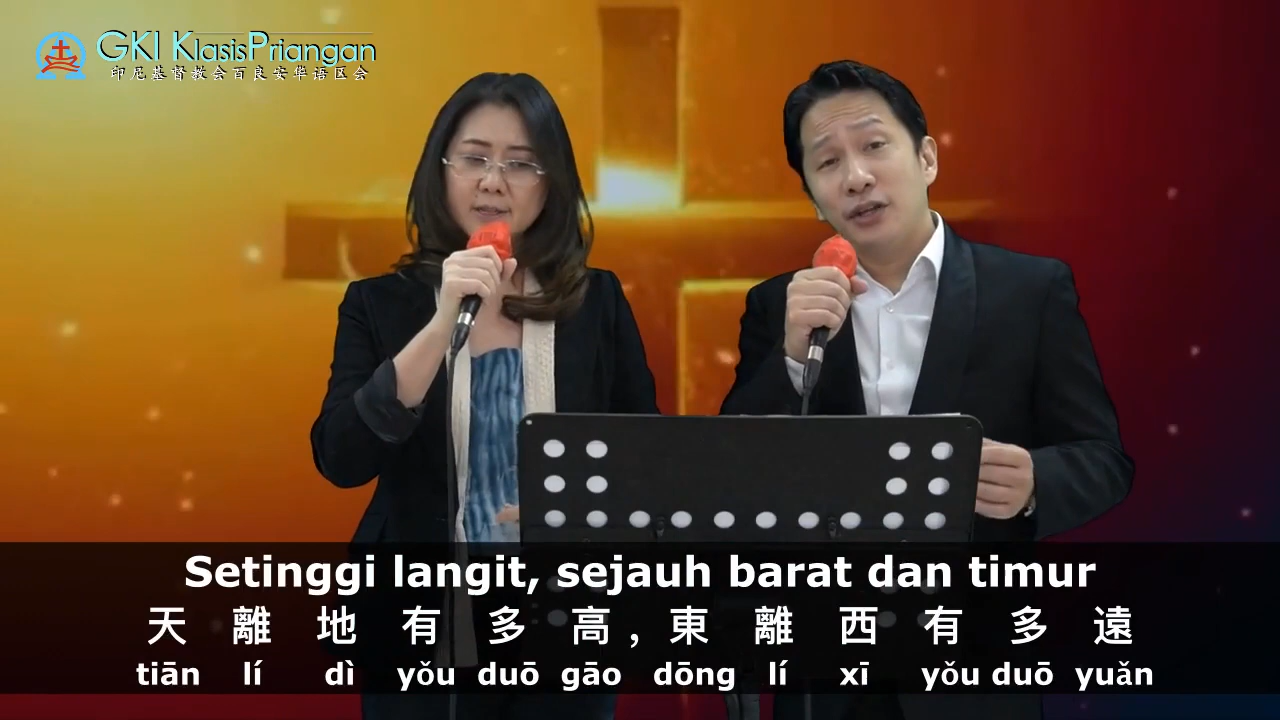 GKI KlasisPriangan
印尼基督教会百良安华语区会
Setinggi langit, sejauh barat dan timur
天離地有多高，東離西有多遠
tiān lí dì yǒu duō gāo dōng lí xī yǒu duō yuǎn